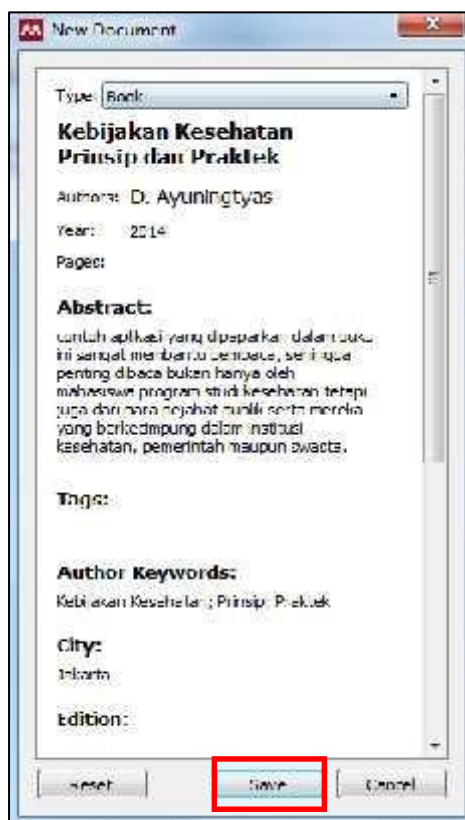 New Document
Type: Book
Kebijakan Kesehatan
Prinsip dan Praktek
Authors: D. Ayuningtyas
Year: 2014
Pages:
Abstract:
contoh aplikasi yang dipaparkan dalam buku
ini sangat membantu pembaca, sehingga
penting dibaca bukan hanya oleh
mahasiswa program studi kesehatan tetapi
juga dari para pejabat publik serta mereka
yang berkecimpung dalam institusi
kesehatan, pemerintah maupun swasta.
Tags:
Author Keywords:
Kebijakan Kesehatan; Prinsip; Praktek
City:
Jakarta
Edition:
Reset
Save
Cancel